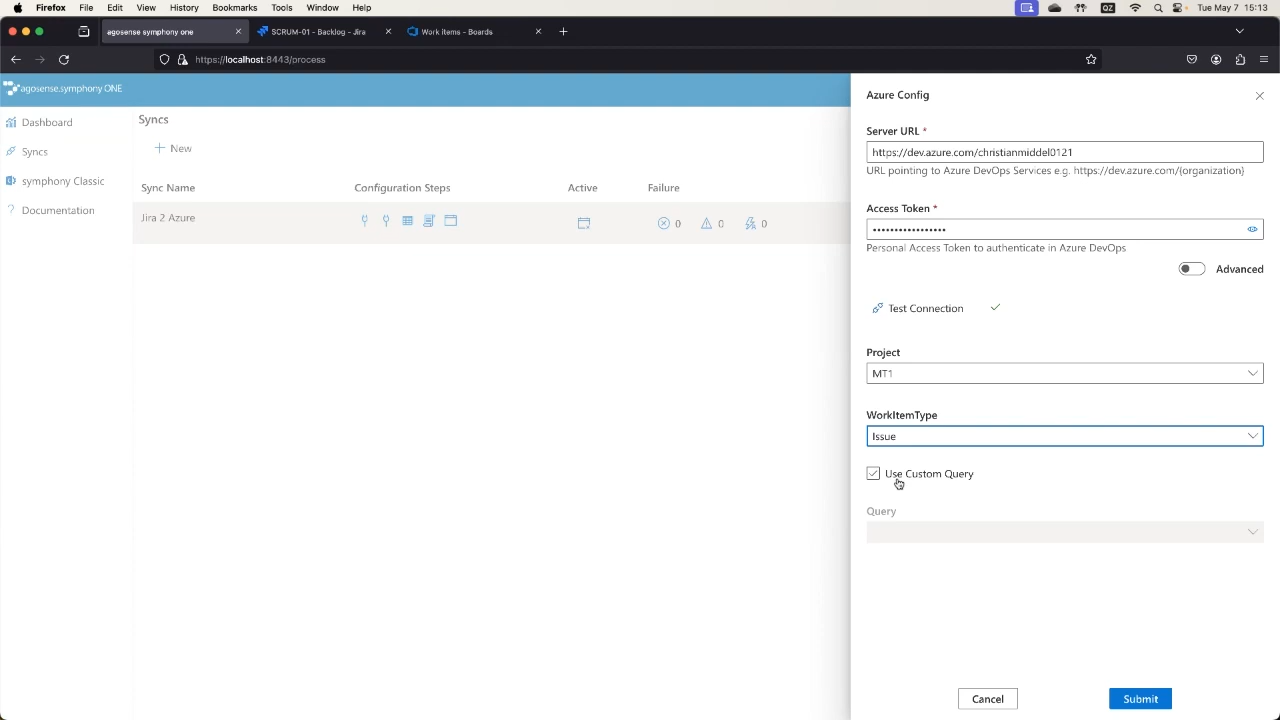 Firefox File Edit View History Bookmarks Tools Window Help QZ Tue May 7 15:13
agosense symphony one SCRUM-01 - Backlog - Jira Work items - Boards
https://localhost:8443/process
agosense.symphony ONE
Dashboard
Syncs
symphony Classic
Documentation
Syncs
New
Sync Name Configuration Steps Active Failure
Jira 2 Azure 0 0 0
Azure Config
Server URL *
https://dev.azure.com/christianmiddel0121
URL pointing to Azure DevOps Services e.g. https://dev.azure.com/{organization}
Access Token *
•••••••••••••••••
Personal Access Token to authenticate in Azure DevOps
Advanced
Test Connection
Project
MT1
WorkItemType
Issue
Use Custom Query
Query
Cancel Submit